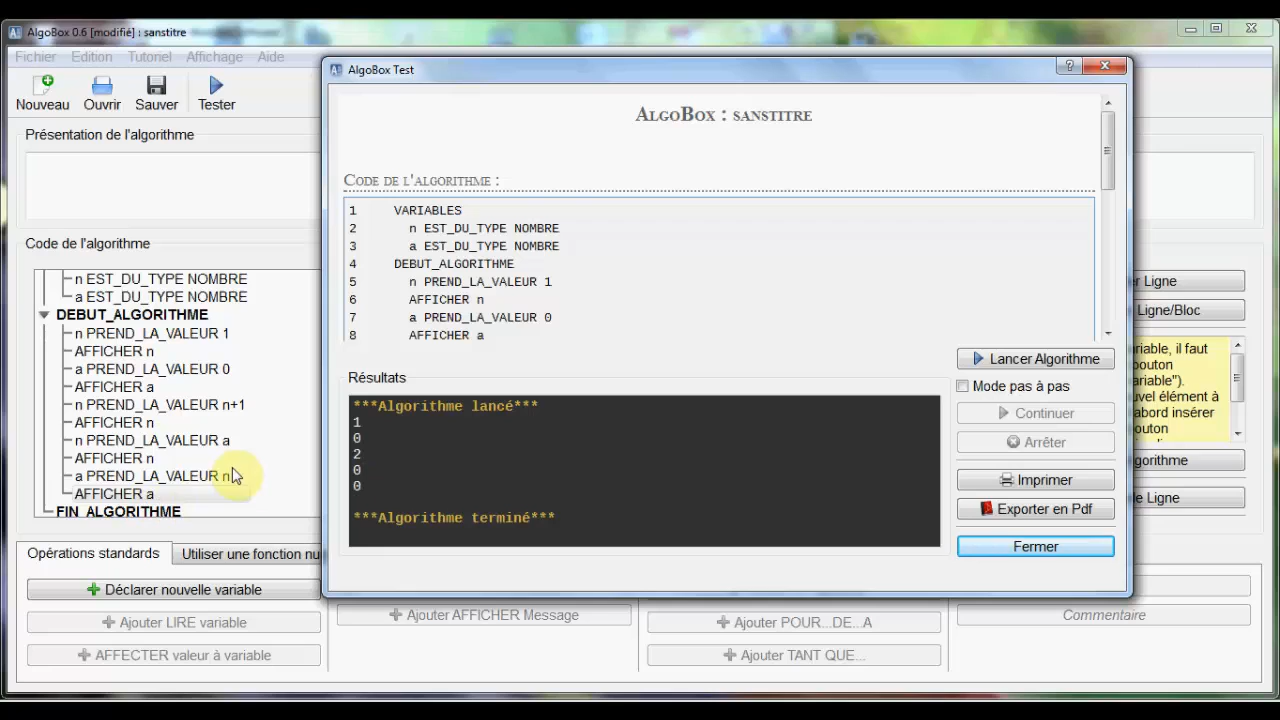 AlgoBox 0.6 [modifié] : sanstitre
Fichier Edition Tutoriel Affichage Aide
Nouveau Ouvrir Sauver Tester
Présentation de l'algorithme
Code de l'algorithme
n EST_DU_TYPE NOMBRE
a EST_DU_TYPE NOMBRE
DEBUT_ALGORITHME
n PREND_LA_VALEUR 1
AFFICHER n
a PREND_LA_VALEUR 0
AFFICHER a
n PREND_LA_VALEUR n+1
AFFICHER n
n PREND_LA_VALEUR a
AFFICHER n
a PREND_LA_VALEUR n
AFFICHER a
FIN_ALGORITHME
Opérations standards
Utiliser une fonction nu
Déclarer nouvelle variable
Ajouter LIRE variable
AFFECTER valeur à variable
Ajouter AFFICHER Message
Ajouter POUR...DE...A
Ajouter TANT QUE...
Commentaire
AlgoBox Test
AlgoBox : sanstitre
Code de l'algorithme :
1 VARIABLES
2 n EST_DU_TYPE NOMBRE
3 a EST_DU_TYPE NOMBRE
4 DEBUT_ALGORITHME
5 n PREND_LA_VALEUR 1
6 AFFICHER n
7 a PREND_LA_VALEUR 0
8 AFFICHER a
Résultats
***Algorithme lancé***
1
0
2
0
0
***Algorithme terminé***
Lancer Algorithme
Mode pas à pas
Continuer
Arrêter
Imprimer
Exporter en Pdf
Fermer
er Ligne
Ligne/Bloc
riable, il faut
bouton
ariable").
uvel élément à
abord insérer
bouton
gorithme
e Ligne